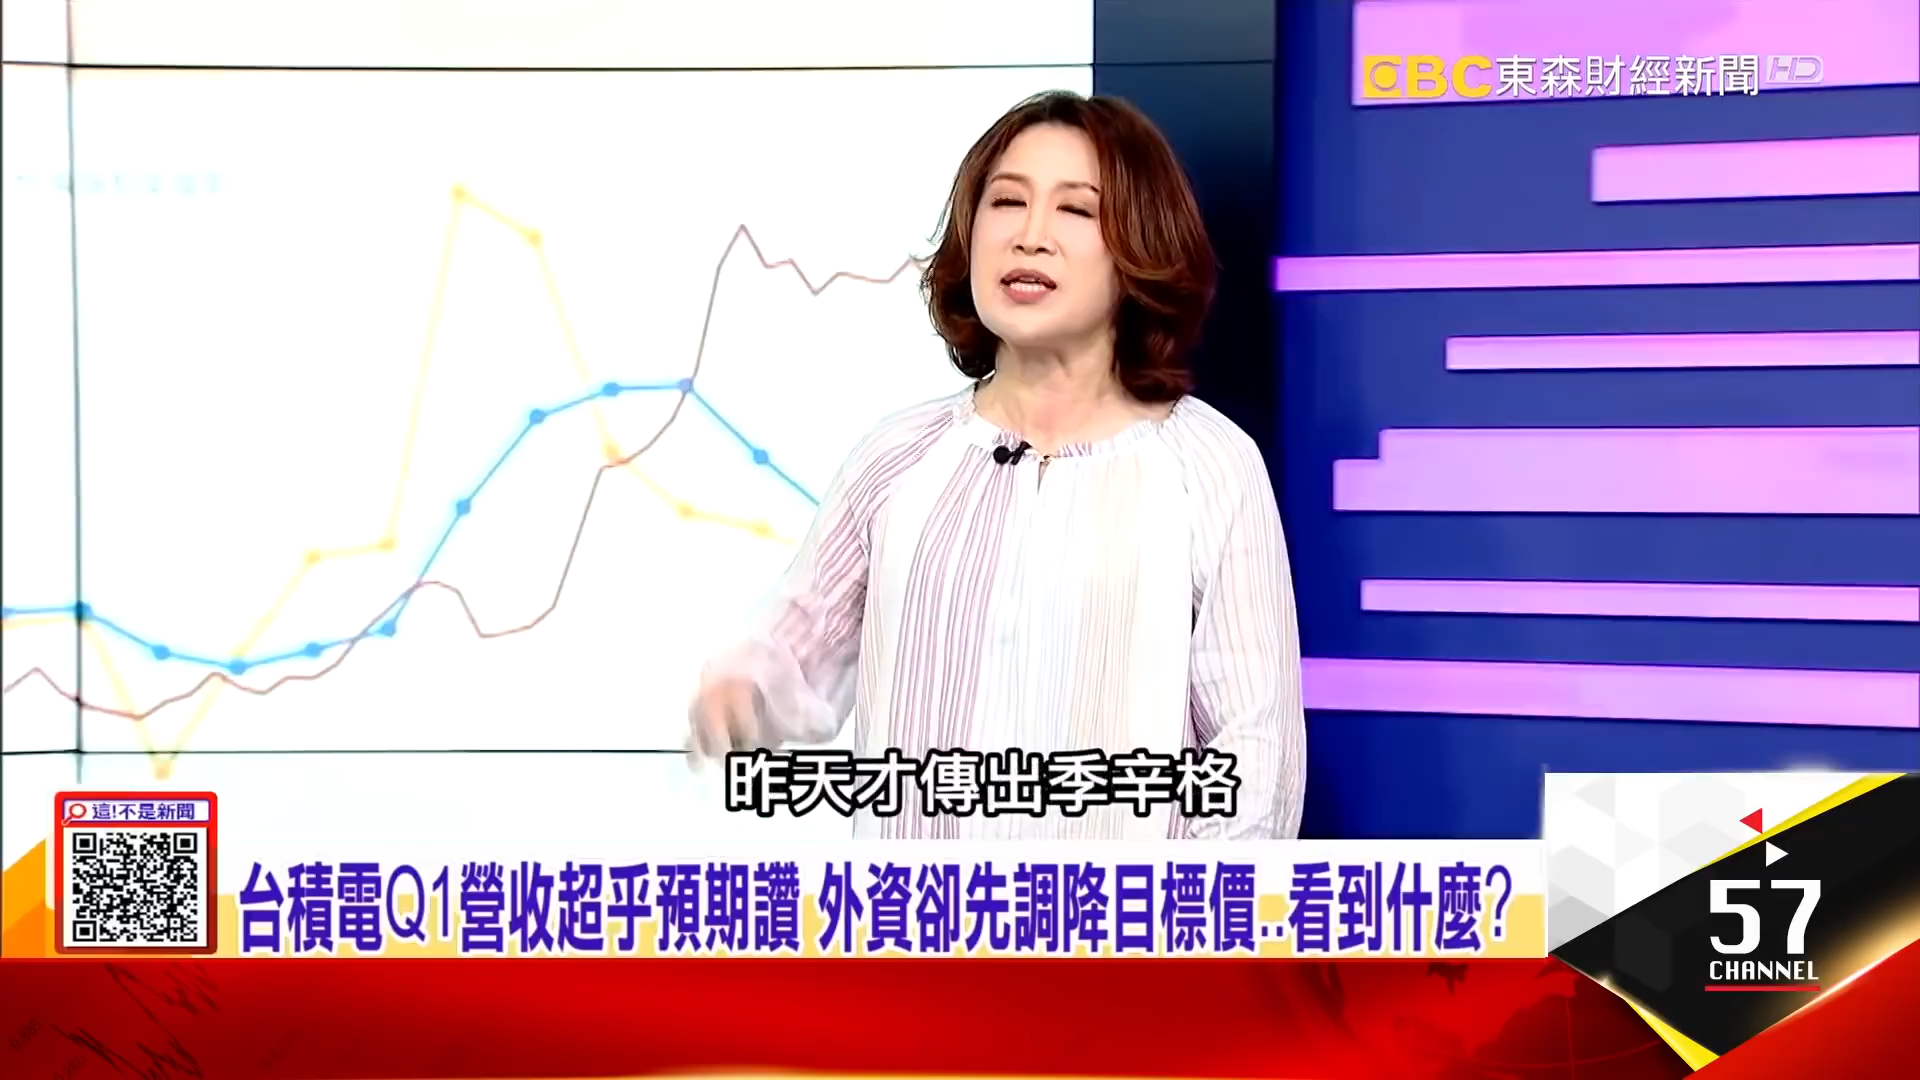 EBC東森財經新聞HD
昨天才傳出季辛格
這!不是新聞
台積電Q1營收超乎預期讚 外資卻先調降目標價..看到什麼?
57
CHANNEL